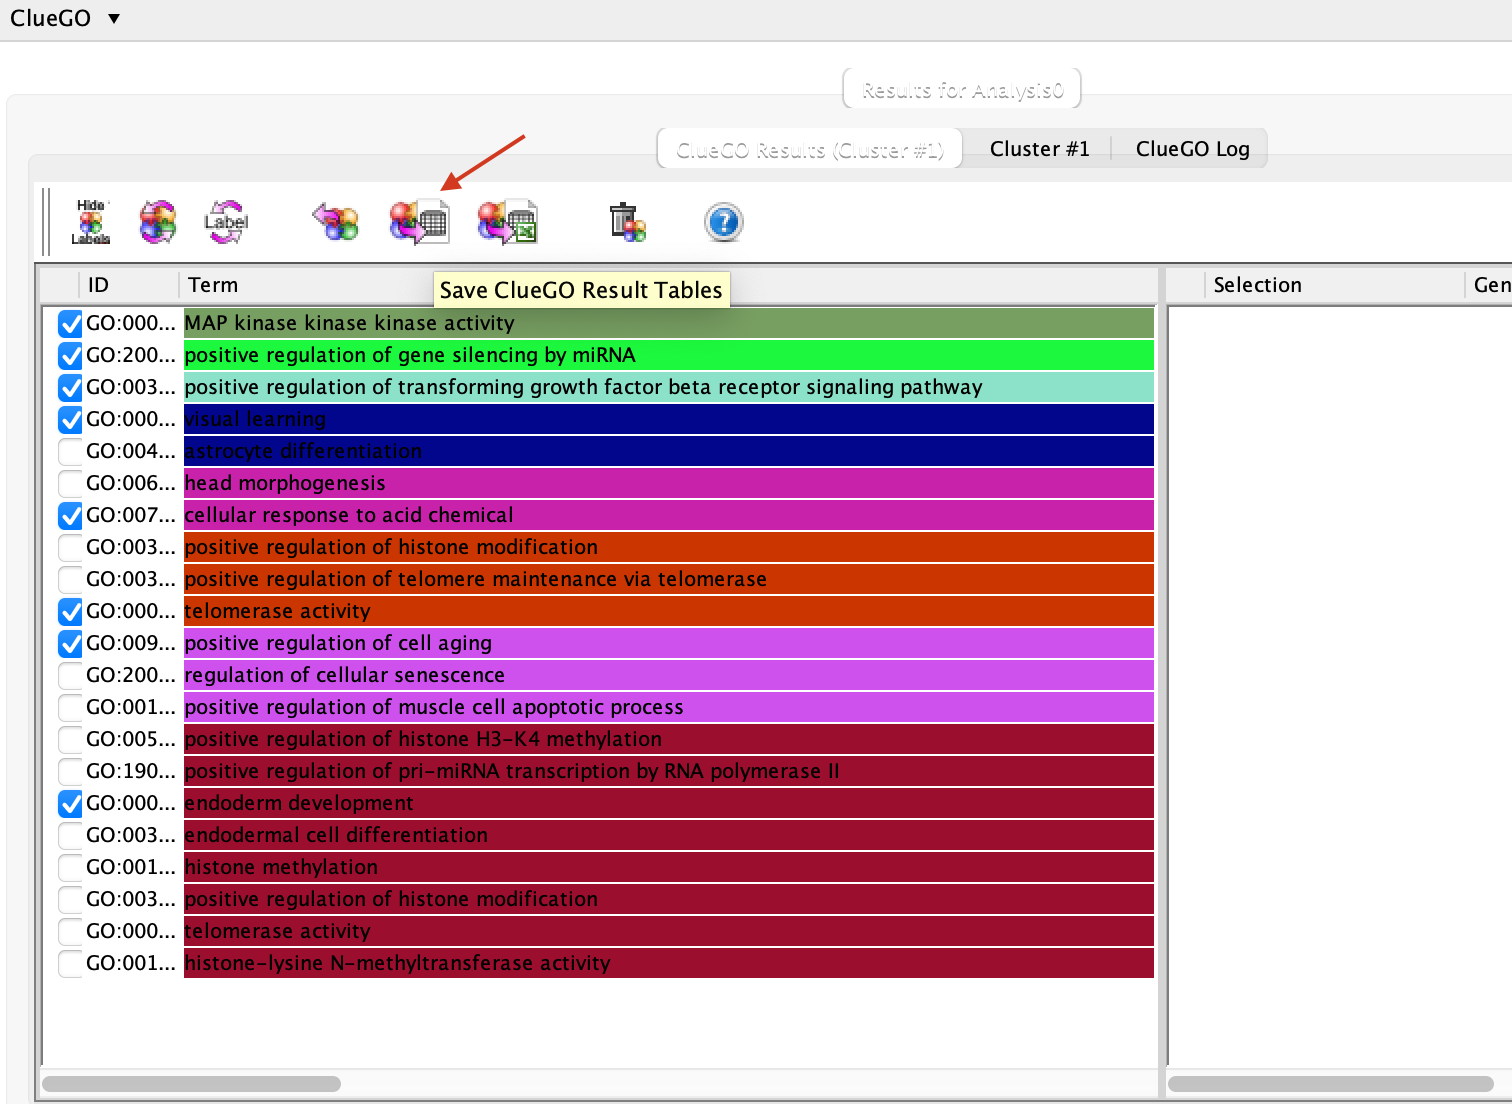 ClueGO ▼
Results for Analysis0
ClueGO Results (Cluster #1) Cluster #1 ClueGO Log
Hide Labels
Label
?
Save ClueGO Result Tables
ID Term Selection Gen
GO:000... MAP kinase kinase kinase activity
GO:200... positive regulation of gene silencing by miRNA
GO:003... positive regulation of transforming growth factor beta receptor signaling pathway
GO:000... visual learning
GO:004... astrocyte differentiation
GO:006... head morphogenesis
GO:007... cellular response to acid chemical
GO:003... positive regulation of histone modification
GO:003... positive regulation of telomere maintenance via telomerase
GO:000... telomerase activity
GO:009... positive regulation of cell aging
GO:200... regulation of cellular senescence
GO:001... positive regulation of muscle cell apoptotic process
GO:005... positive regulation of histone H3-K4 methylation
GO:190... positive regulation of pri-miRNA transcription by RNA polymerase II
GO:000... endoderm development
GO:003... endodermal cell differentiation
GO:001... histone methylation
GO:003... positive regulation of histone modification
GO:000... telomerase activity
GO:001... histone-lysine N-methyltransferase activity